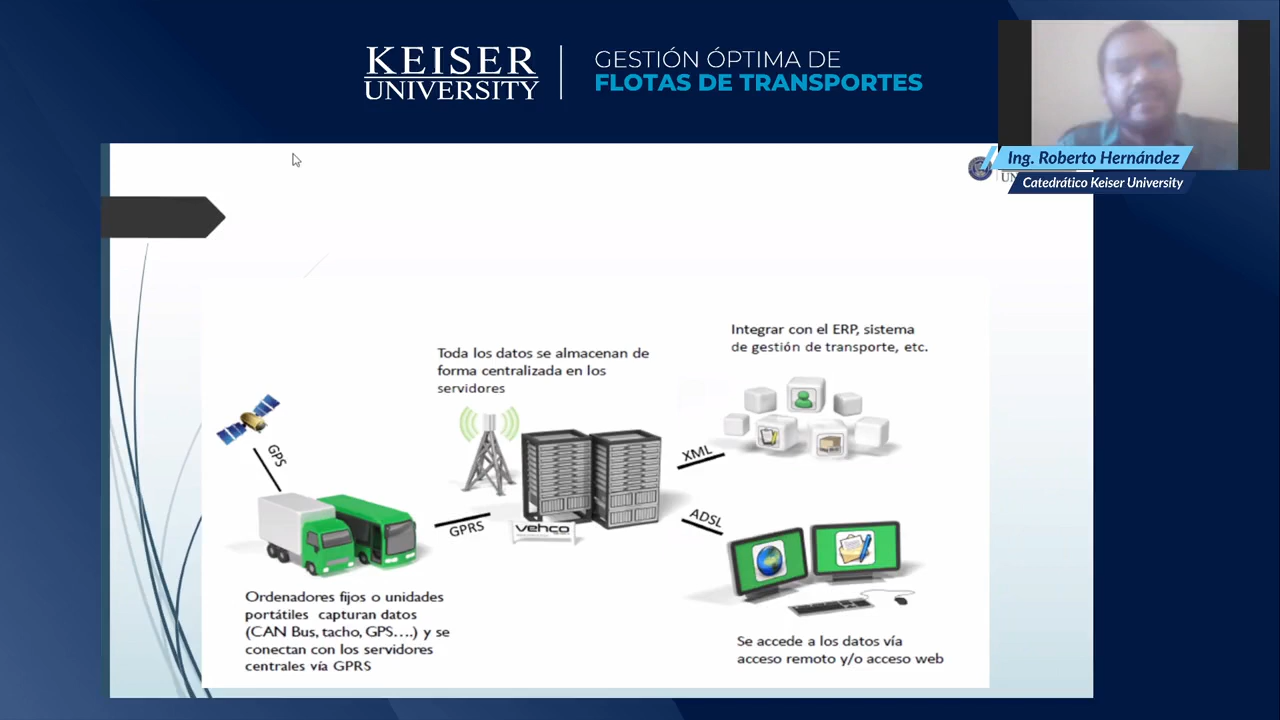 KEISER
UNIVERSITY
GESTIÓN ÓPTIMA DE
FLOTAS DE TRANSPORTES
Ing. Roberto Hernández
Catedrático Keiser University
Integrar con el ERP, sistema
de gestión de transporte, etc.
Toda los datos se almacenan de
forma centralizada en los
servidores
GPS
XML
GPRS
vehco
ADSL
Ordenadores fijos o unidades
portátiles capturan datos
(CAN Bus, tacho, GPS....) y se
conectan con los servidores
centrales vía GPRS
Se accede a los datos vía
acceso remoto y/o acceso web